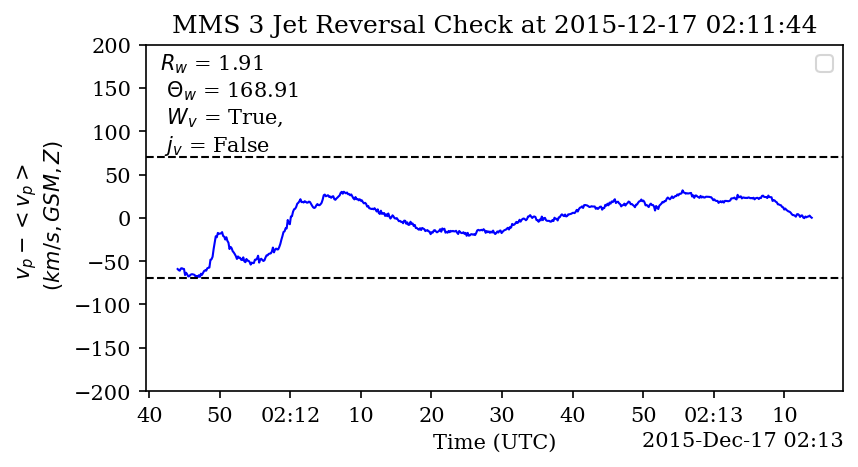 MMS 3 Jet Reversal Check at 2015-12-17 02:11:44
200
150
100
50
0
−50
−100
−150
−200
v_p − < v_p >
(km/s, GSM, Z)
R_w = 1.91
Θ_w = 168.91
W_v = True,
j_v = False
40 50 02:12 10 20 30 40 50 02:13 10
Time (UTC)
2015-Dec-17 02:13